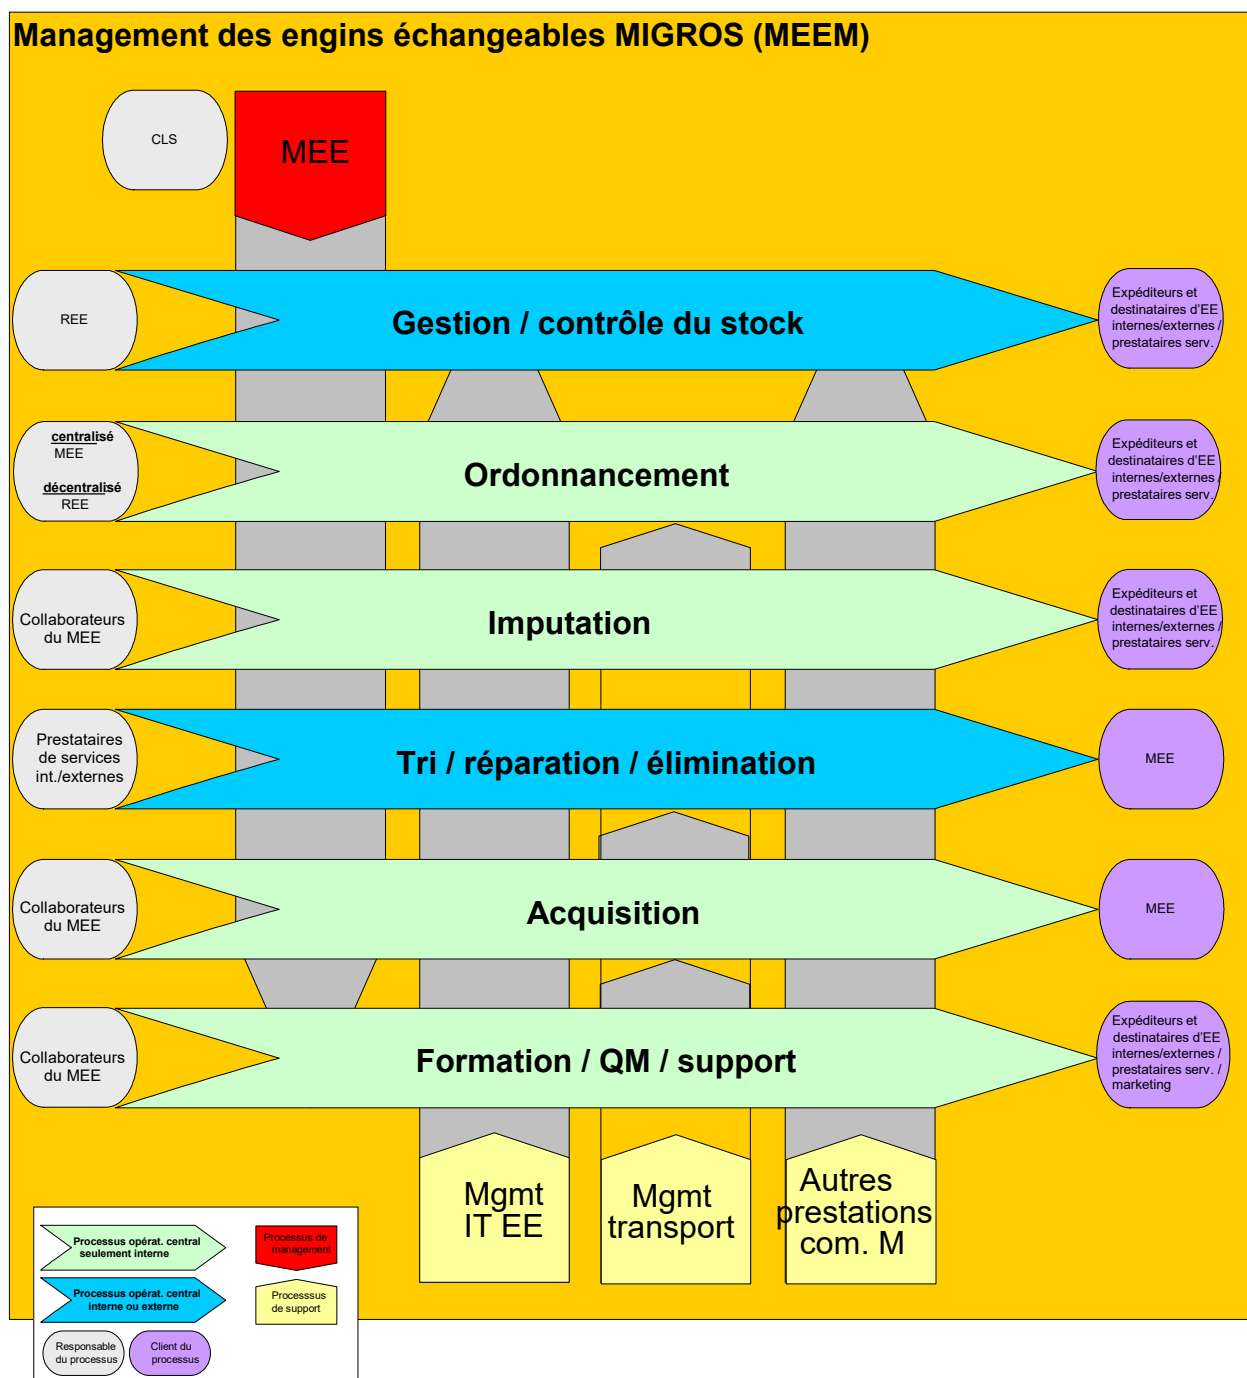 Management des engins échangeables MIGROS (MEEM)
CLS
MEE
REE
Gestion / contrôle du stock
Expéditeurs et
destinaires d'EE
internes/externes /
prestataires serv.
centralisé
MEE
décentralisé
REE
Ordonnancement
Expéditeurs et
destinataires d'EE
internes/externes /
prestataires serv.
Collaborateurs
du MEE
Imputation
Expéditeurs et
destinataires d'EE
internes/externes /
prestataires serv.
Prestataires
de services
int./externes
Tri / réparation / élimination
MEE
Collaborateurs
du MEE
Acquisition
MEE
Collaborateurs
du MEE
Formation / QM / support
Expéditeurs et
destinataires d'EE
internes/externes /
prestataires serv. /
marketing
Mgmt
IT EE
Mgmt
transport
Autres
prestations
com. M
Processus opérat. central
seulement interne
Processus de
management
Processus opérat. central
interne ou externe
Processsus
de support
Responsable
du processus
Client du
processus